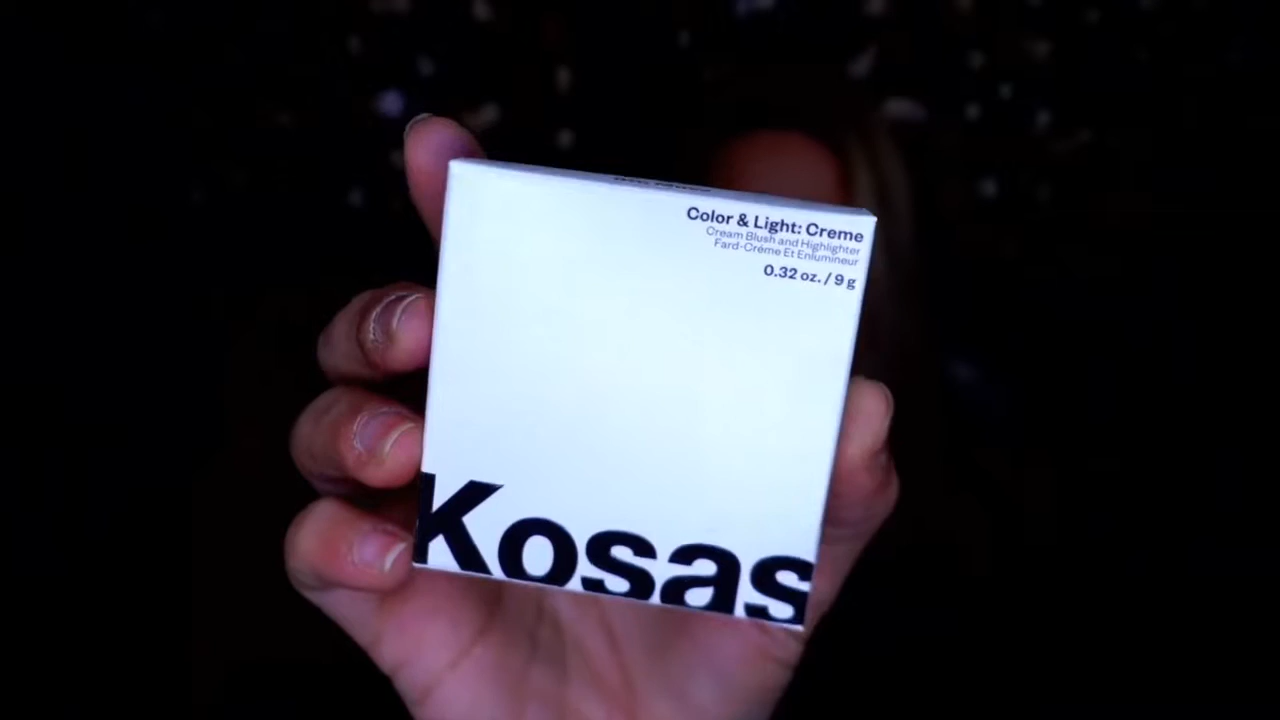 Color & Light: Creme
Cream Blush and Highlighter
Fard-Crème Et Enlumineur
0.32 oz. / 9 g
Kosas